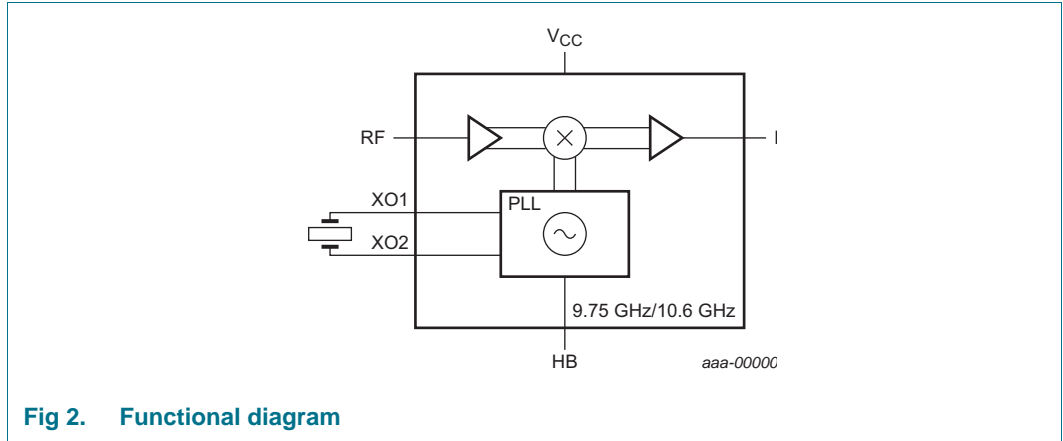 VCC
RF
XO1
PLL
XO2
9.75 GHz/10.6 GHz
HB
aaa-00000
Fig 2. Functional diagram